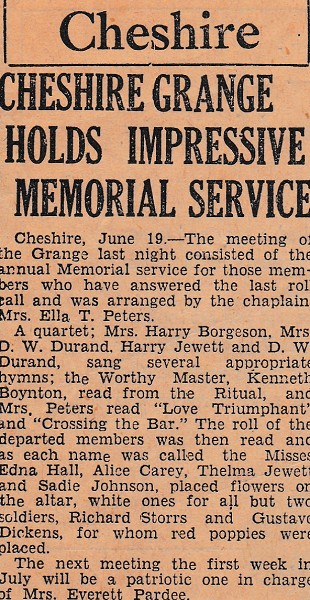 Cheshire
CHESHIRE GRANGE
HOLDS IMPRESSIVE
MEMORIAL SERVICE
Cheshire, June 19.—The meeting of
the Grange last night consisted of the
annual Memorial service for those mem-
bers who have answered the last roll
call and was arranged by the chaplain
Mrs. Ella T. Peters.
A quartet; Mrs. Harry Borgeson, Mrs
D. W. Durand, Harry Jewett and D. W
Durand, sang several appropriate
hymns; the Worthy Master, Kenneth
Boynton, read from the Ritual, and
Mrs. Peters read "Love Triumphant"
and "Crossing the Bar." The roll of
departed members was then read and
as each name was called the Misses
Edna Hall, Alice Carey, Thelma Jewett
and Sadie Johnson, placed flowers on
the altar, white ones for all but two
soldiers, Richard Storrs and Gustave
Dickens, for whom red poppies were
placed.
The next meeting the first week in
July will be a patriotic one in charge
of Mrs. Everett Pardee.